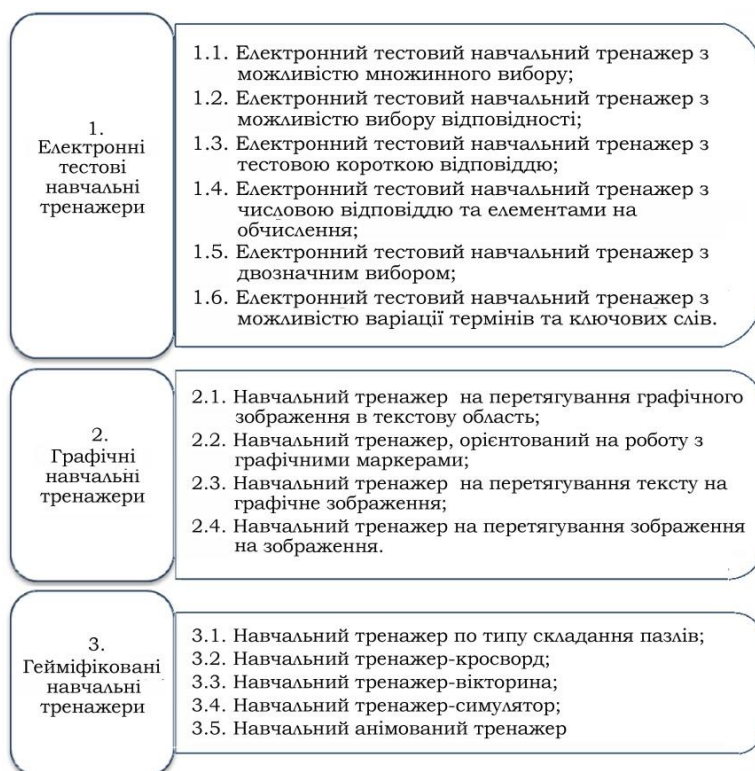 1.
Електронні
тестові
навчальні
тренажери
1.1. Електронний тестовий навчальний тренажер з
можливістю множинного вибору;
1.2. Електронний тестовий навчальний тренажер з
можливістю вибору відповідності;
1.3. Електронний тестовий навчальний тренажер з
тестовою короткою відповіддю;
1.4. Електронний тестовий навчальний тренажер з
числовою відповіддю та елементами на
обчислення;
1.5. Електронний тестовий навчальний тренажер з
двозначним вибором;
1.6. Електронний тестовий навчальний тренажер з
можливістю варіації термінів та ключових слів.
2.
Графічні
навчальні
тренажери
2.1. Навчальний тренажер на перетягування графічного
зображення в текстову область;
2.2. Навчальний тренажер, орієнтований на роботу з
графічними маркерами;
2.3. Навчальний тренажер на перетягування тексту на
графічне зображення;
2.4. Навчальний тренажер на перетягування зображення
на зображення.
3.
Гейміфіковані
навчальні
тренажери
3.1. Навчальний тренажер по типу складання пазлів;
3.2. Навчальний тренажер-кросворд;
3.3. Навчальний тренажер-вікторина;
3.4. Навчальний тренажер-симулятор;
3.5. Навчальний анімований тренажер